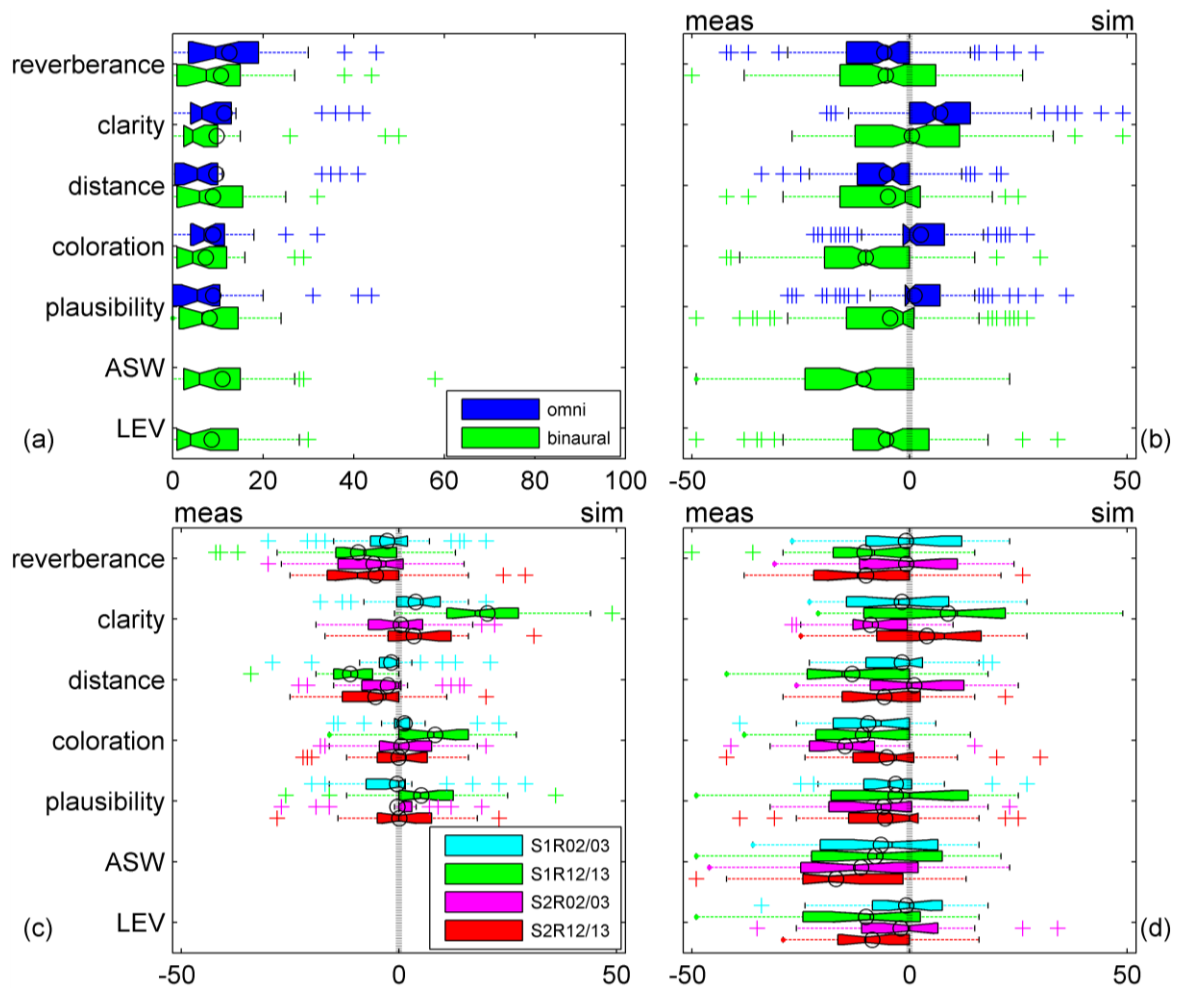 meas sim
reverberance
clarity
distance
coloration
plausibility
ASW
LEV
(a)
omni
binaural
(b)
0 20 40 60 80 100
-50 0 50
meas sim
meas sim
reverberance
clarity
distance
coloration
plausibility
ASW
LEV
(c)
S1R02/03
S1R12/13
S2R02/03
S2R12/13
(d)
-50 0 50
-50 0 50